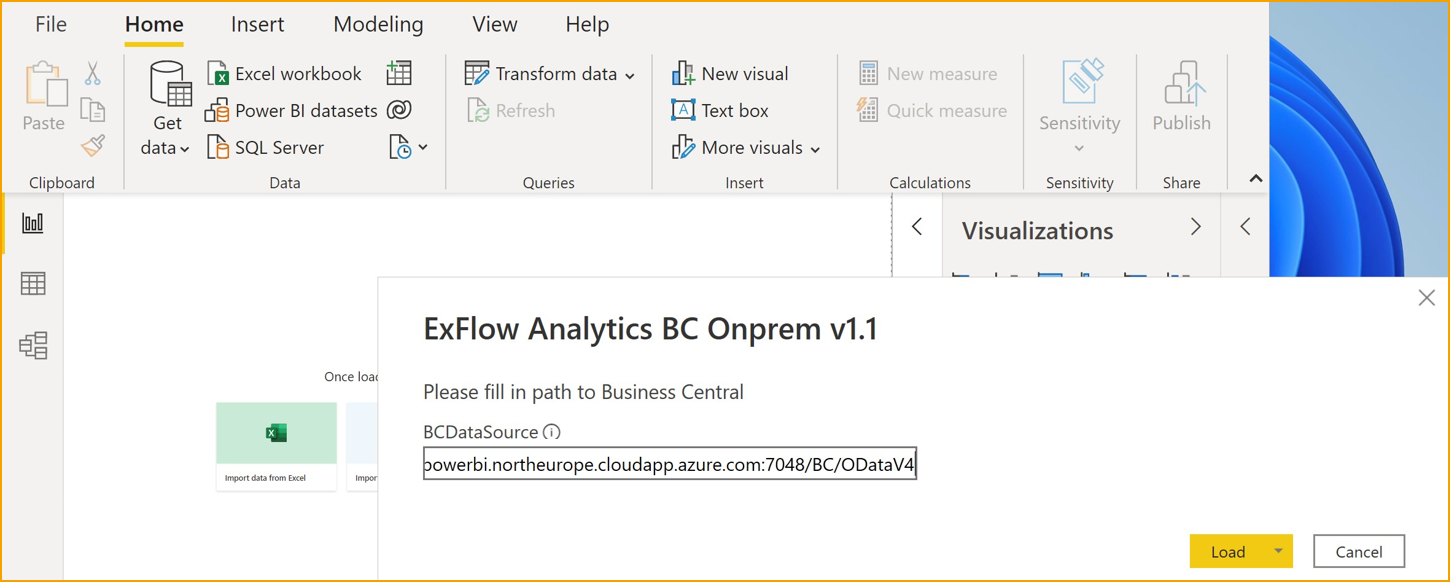 File Home Insert Modeling View Help
Paste
Clipboard
Get data
Excel workbook
Power BI datasets
SQL Server
Data
Transform data
Refresh
Queries
New visual
Text box
More visuals
Insert
New measure
Quick measure
Calculations
Sensitivity
Sensitivity
Publish
Share
Visualizations
Once load
Import data from Excel
Impor
ExFlow Analytics BC Onprem v1.1
Please fill in path to Business Central
BCDataSource
powerbi.northeurope.cloudapp.azure.com:7048/BC/ODataV4
Load Cancel